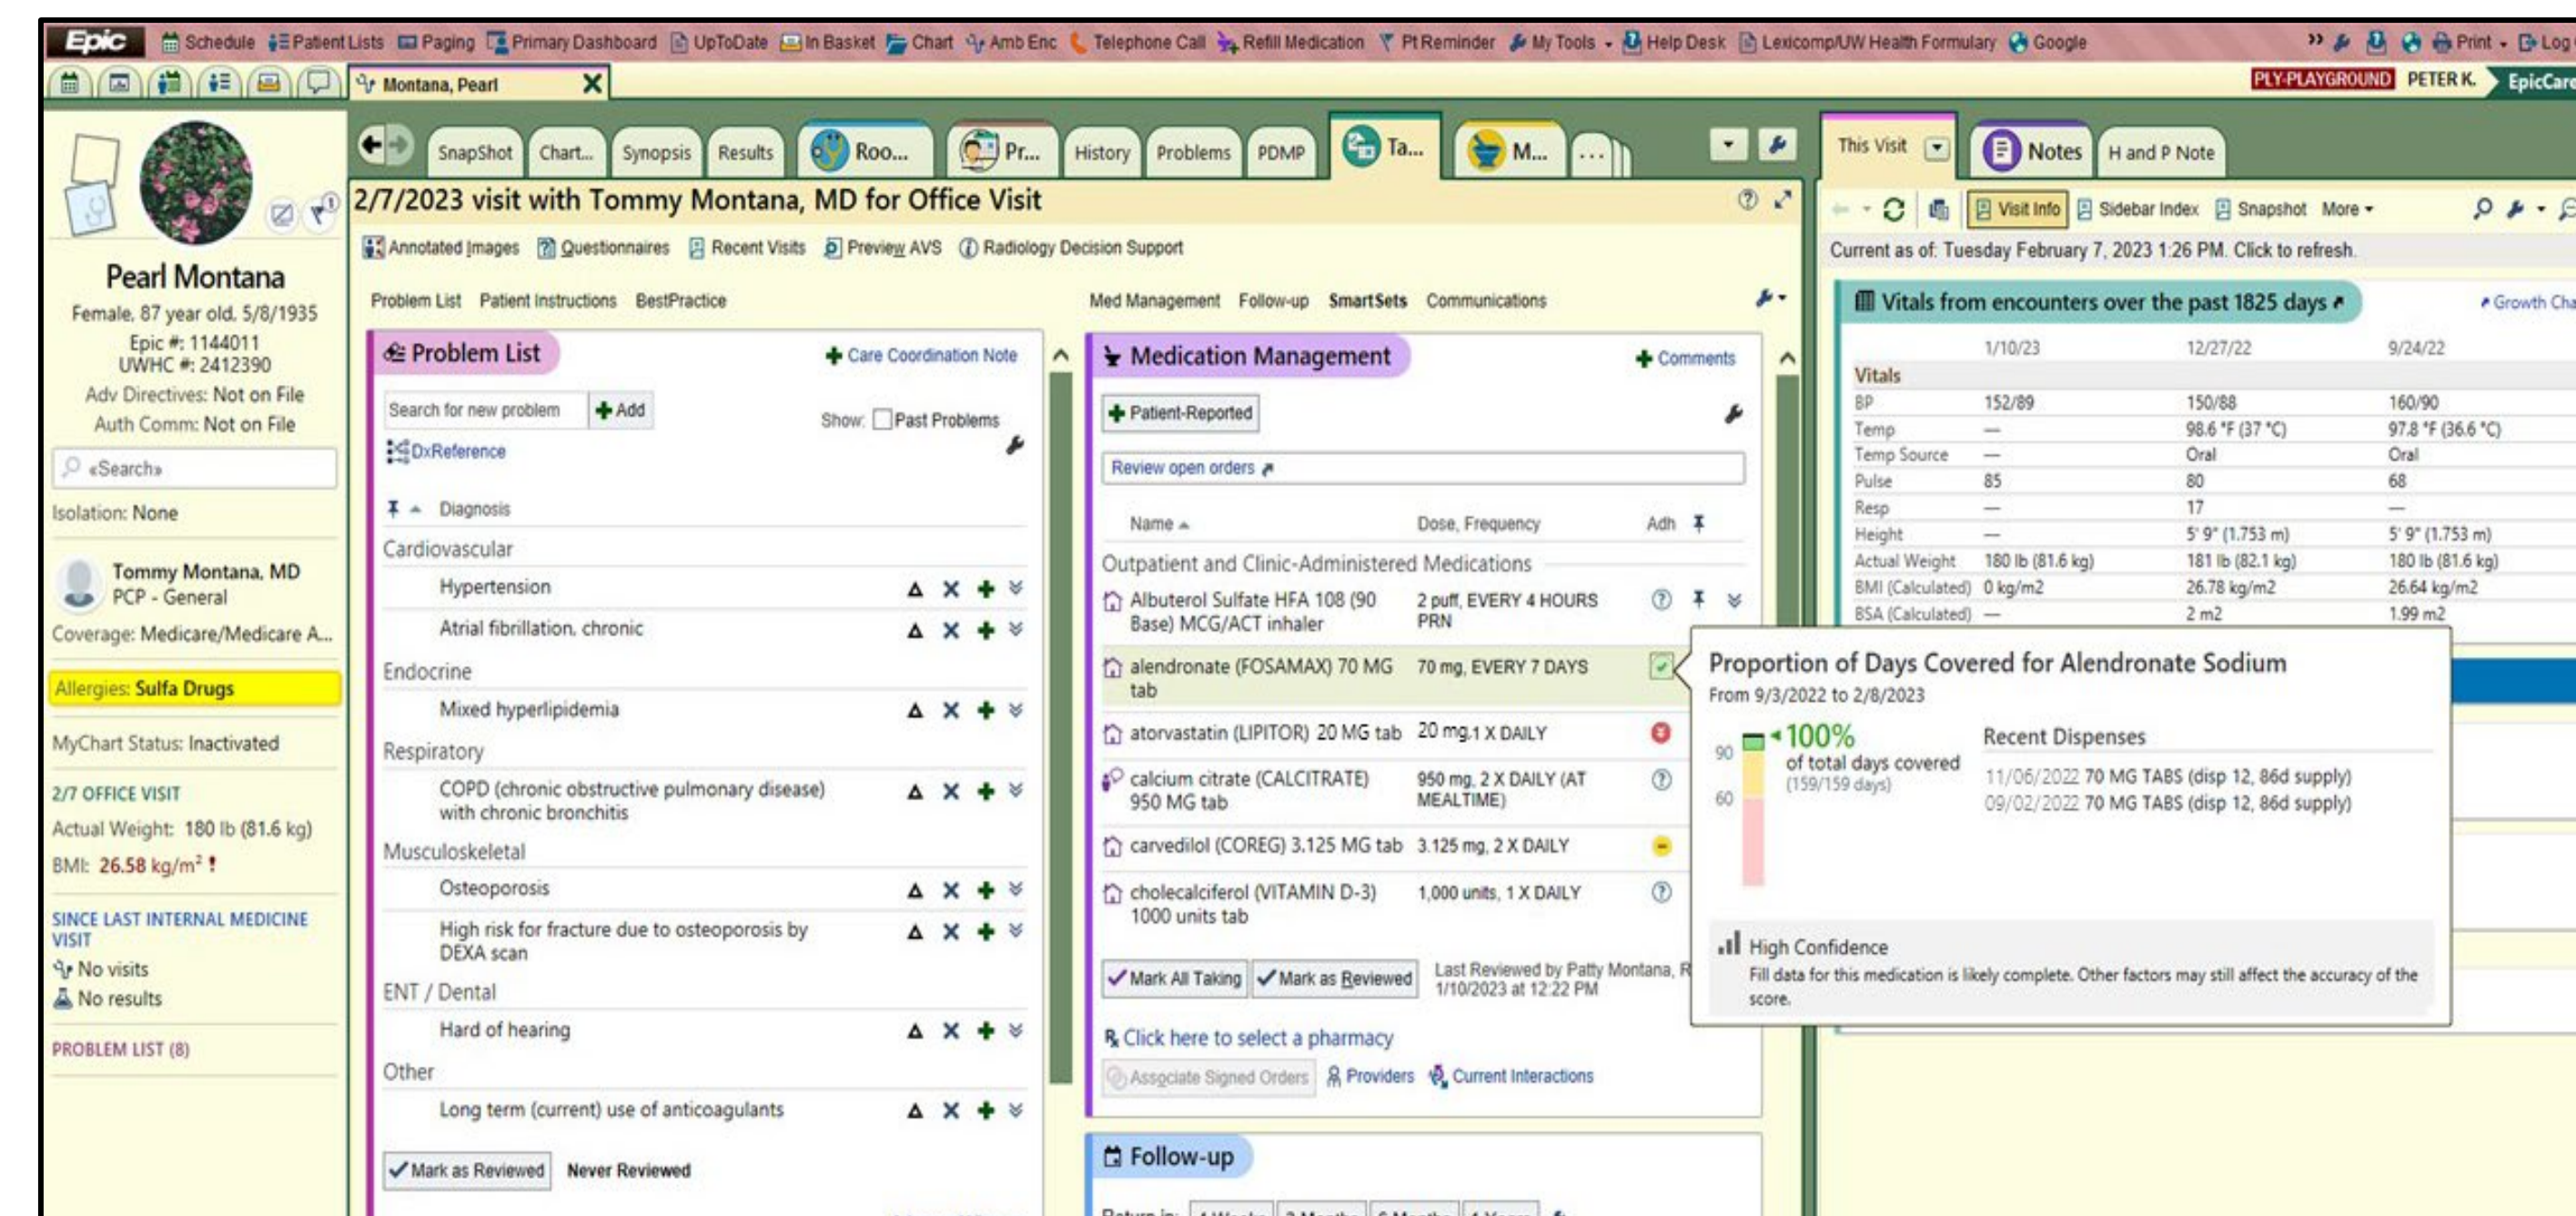 Epic Schedule Patient Lists Paging Primary Dashboard UpToDate In Basket Chart Amb Enc Telephone Call Refill Medication Pt Reminder My Tools Help Desk Lexicomp/UW Health Formulary Google Print Log
Montana, Pearl
PLY-PLAYGROUND PETER K. EpicCare
SnapShot Chart... Synopsis Results Roo... Pr... History Problems PDMP Ta... M... ...
This Visit Notes H and P Note
2/7/2023 visit with Tommy Montana, MD for Office Visit
Annotated Images Questionnaires Recent Visits Preview AVS Radiology Decision Support
Problem List Patient Instructions BestPractice
Med Management Follow-up SmartSets Communications
Pearl Montana
Female, 87 year old, 5/8/1935
Epic #: 1144011
UWHC #: 2412390
Adv Directives: Not on File
Auth Comm: Not on File
«Search»
Isolation: None
Tommy Montana, MD
PCP - General
Coverage: Medicare/Medicare A...
Allergies: Sulfa Drugs
MyChart Status: Inactivated
2/7 OFFICE VISIT
Actual Weight: 180 lb (81.6 kg)
BMI: 26.58 kg/m² !
SINCE LAST INTERNAL MEDICINE
VISIT
No visits
No results
PROBLEM LIST (8)
Problem List
Care Coordination Note
Search for new problem Add
Show: Past Problems
DxReference
Diagnosis
Cardiovascular
Hypertension
Atrial fibrillation, chronic
Endocrine
Mixed hyperlipidemia
Respiratory
COPD (chronic obstructive pulmonary disease)
with chronic bronchitis
Musculoskeletal
Osteoporosis
High risk for fracture due to osteoporosis by
DEXA scan
ENT / Dental
Hard of hearing
Other
Long term (current) use of anticoagulants
Mark as Reviewed Never Reviewed
Medication Management
Comments
Patient-Reported
Review open orders
Name Dose, Frequency Adh
Outpatient and Clinic-Administered Medications
Albuterol Sulfate HFA 108 (90 2 puff, EVERY 4 HOURS
Base) MCG/ACT inhaler PRN
alendronate (FOSAMAX) 70 MG 70 mg, EVERY 7 DAYS
tab
atorvastatin (LIPITOR) 20 MG tab 20 mg,1 X DAILY
calcium citrate (CALCITRATE) 950 mg, 2 X DAILY (AT
950 MG tab MEALTIME)
carvedilol (COREG) 3.125 MG tab 3.125 mg, 2 X DAILY
cholecalciferol (VITAMIN D-3) 1,000 units, 1 X DAILY
1000 units tab
Mark All Taking Mark as Reviewed
Last Reviewed by Patty Montana, R
1/10/2023 at 12:22 PM
Click here to select a pharmacy
Associate Signed Orders Providers Current Interactions
Follow-up
Return in: 4 Weeks 3 Months 6 Months 1 Years
Visit Info Sidebar Index Snapshot More
Current as of: Tuesday February 7, 2023 1:26 PM. Click to refresh.
Vitals from encounters over the past 1825 days
Growth Cha
1/10/23 12/27/22 9/24/22
Vitals
BP 152/89 150/88 160/90
Temp — 98.6 °F (37 °C) 97.8 °F (36.6 °C)
Temp Source — Oral Oral
Pulse 85 80 68
Resp — 17 —
Height — 5' 9" (1.753 m) 5' 9" (1.753 m)
Actual Weight 180 lb (81.6 kg) 181 lb (82.1 kg) 180 lb (81.6 kg)
BMI (Calculated) 0 kg/m2 26.78 kg/m2 26.64 kg/m2
BSA (Calculated) — 2 m2 1.99 m2
Proportion of Days Covered for Alendronate Sodium
From 9/3/2022 to 2/8/2023
90
60
100%
of total days covered
(159/159 days)
Recent Dispenses
11/06/2022 70 MG TABS (disp 12, 86d supply)
09/02/2022 70 MG TABS (disp 12, 86d supply)
High Confidence
Fill data for this medication is likely complete. Other factors may still affect the accuracy of the
score.